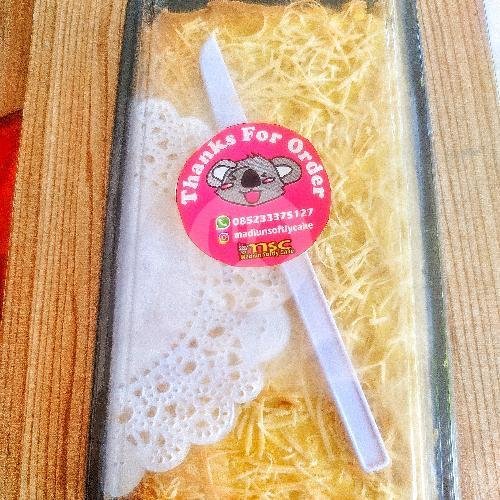 Thanks For Order
085233375127
madiunsoftlycake
msc
Madiun Softly Cake